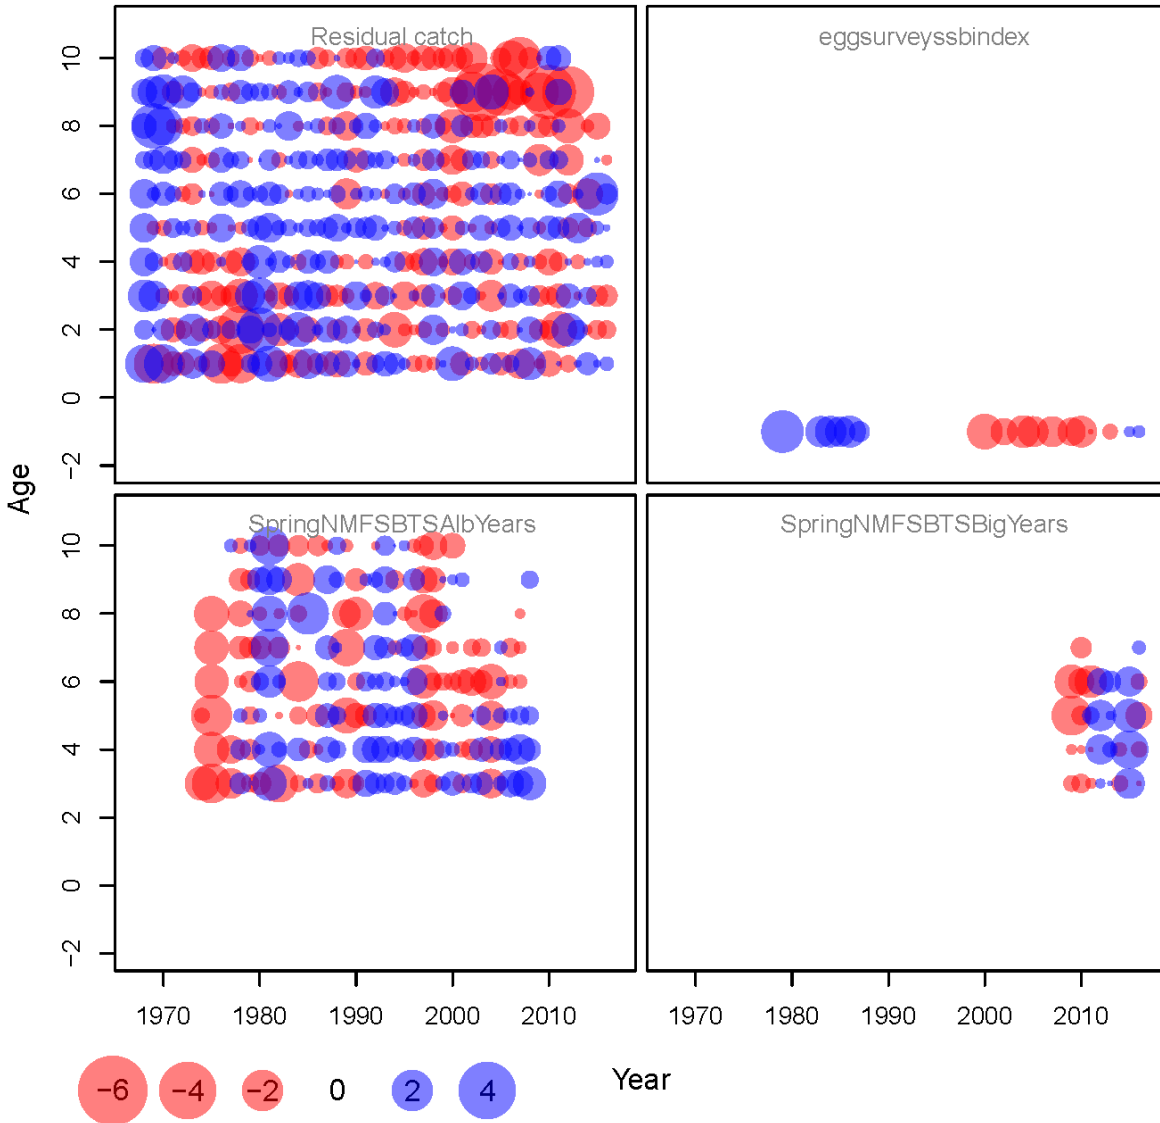 Residual catch
eggsurveyssbindex
10
8
6
4
2
0
−2
Age
SpringNMFSBTSAlbYears
SpringNMFSBTSBigYears
10
8
6
4
2
0
−2
1970 1980 1990 2000 2010
1970 1980 1990 2000 2010
Year
−6 −4 −2 0 2 4